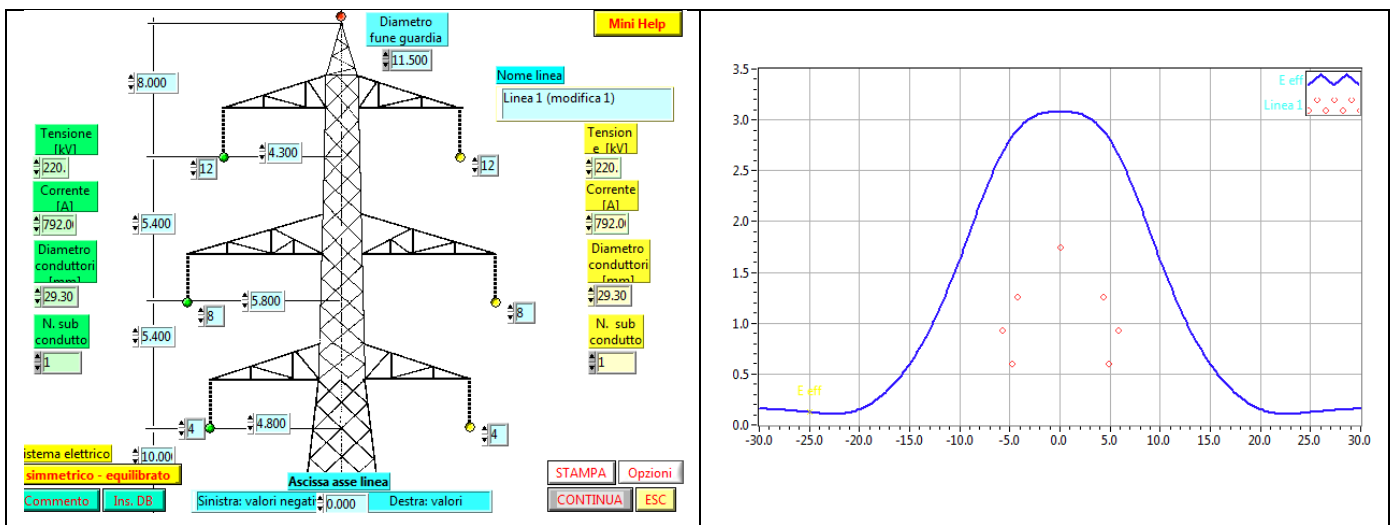 Diametro
fune guardia
11.500
Mini Help
8.000
Nome linea
Linea 1 (modifica 1)
Tensione
[kV]
220.
Corrente
[A]
792.0
Diametro
conduttori
[mm]
29.30
N. sub
condutto
1
12
4.300
12
5.400
8
5.800
8
5.400
4
4.800
4
10.00
Tension
e [kV]
220.
Corrente
[A]
792.0
Diametro
conduttori
[mm]
29.30
N. sub
condutto
1
istema elettrico
simmetrico - equilibrato
Commento
Ins. DB
Ascissa asse linea
Sinistra: valori negati
0.000
Destra: valori
STAMPA
Opzioni
CONTINUA
ESC
E eff
Linea 1
3.5
3.0
2.5
2.0
1.5
1.0
0.5
0.0
E eff
-30.0 -25.0 -20.0 -15.0 -10.0 -5.0 0.0 5.0 10.0 15.0 20.0 25.0 30.0